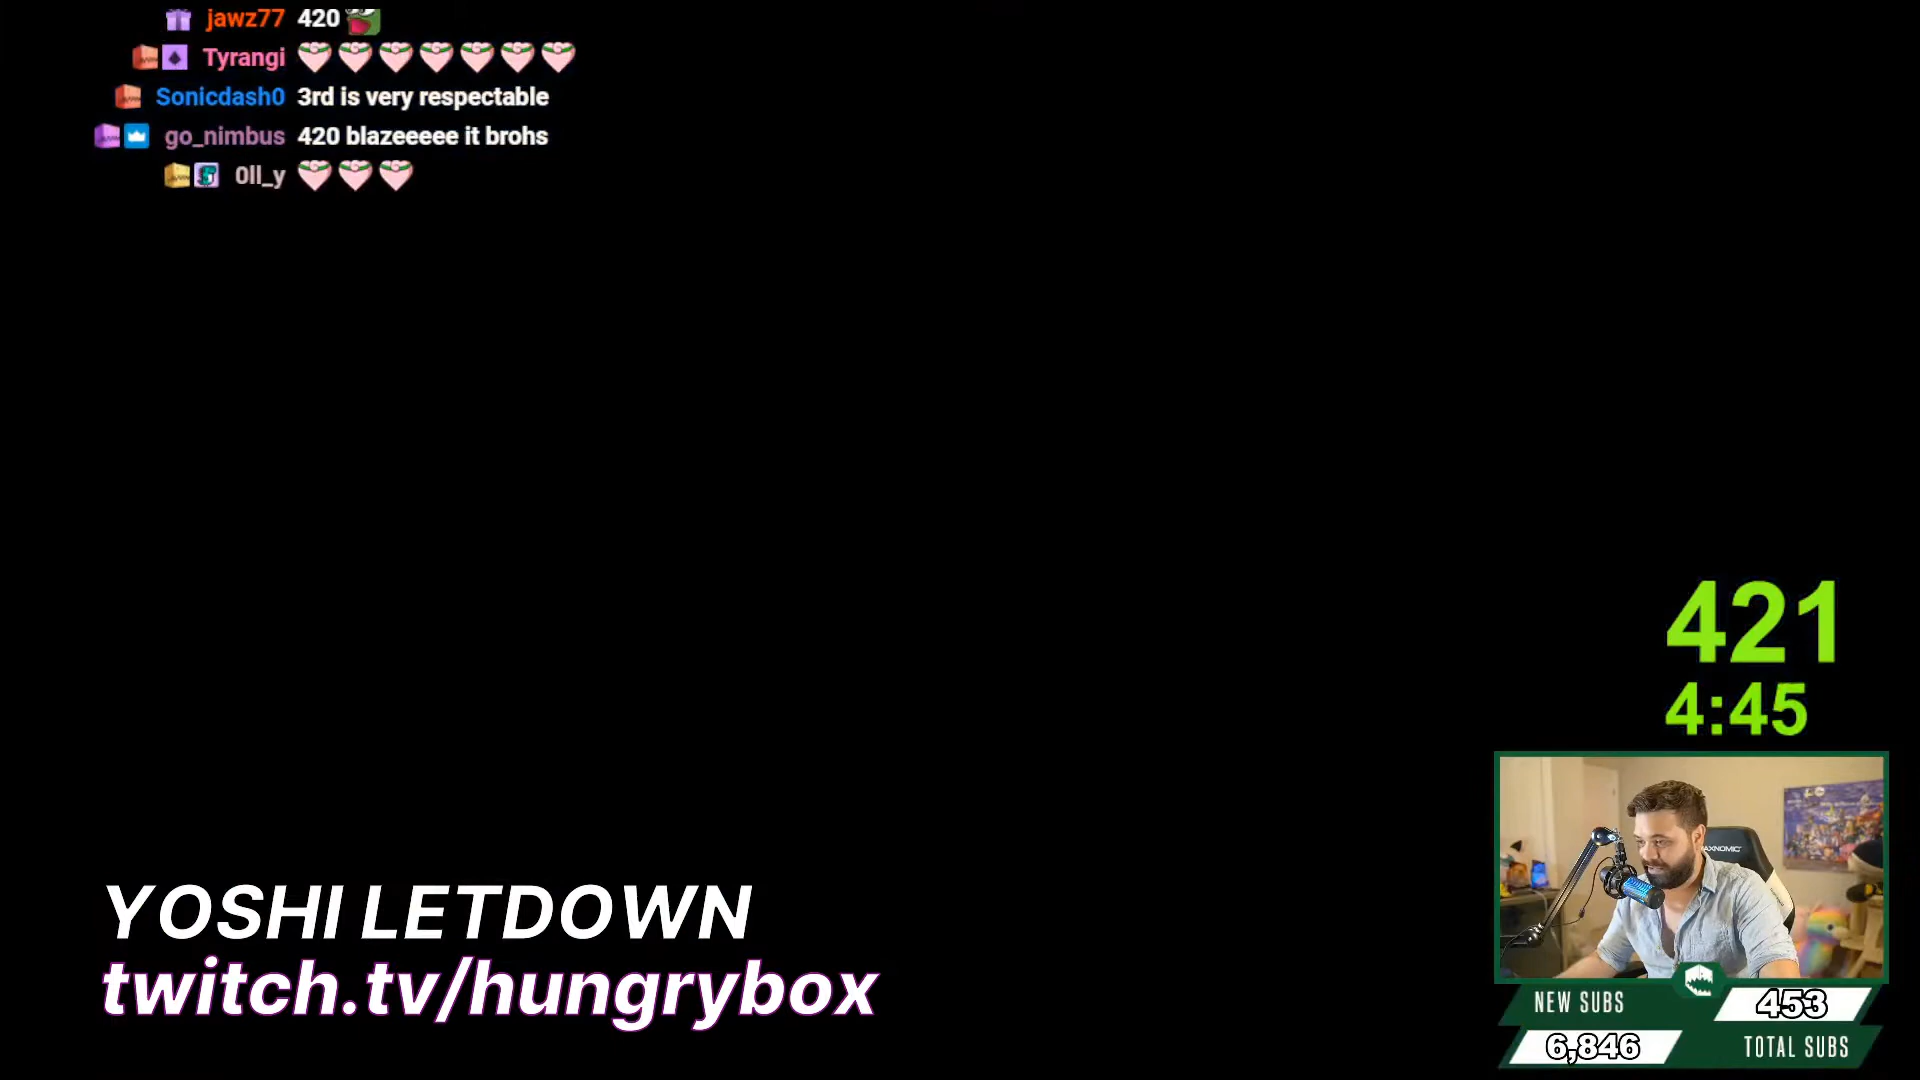 jawz77 420
Tyrangi
Sonicdash0 3rd is very respectable
go_nimbus 420 blazeeeee it brohs
0ll_y
421
4:45
YOSHI LETDOWN
twitch.tv/hungrybox
NEW SUBS 453
6,846 TOTAL SUBS